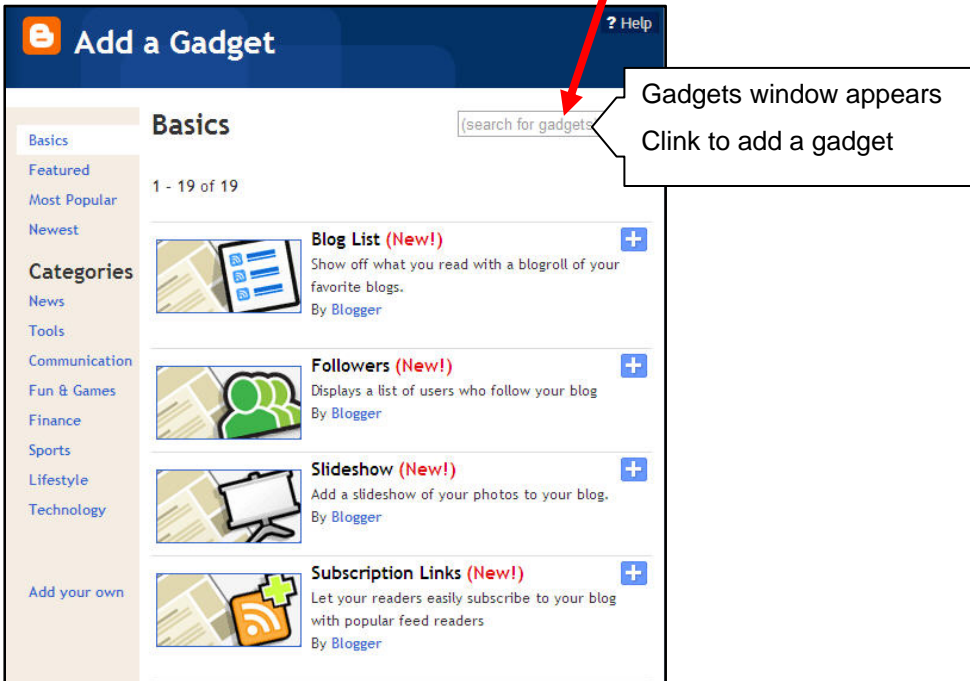 Add a Gadget
? Help
Gadgets window appears
Clink to add a gadget
Basics
Featured
Most Popular
Newest
Categories
News
Tools
Communication
Fun & Games
Finance
Sports
Lifestyle
Technology
Add your own
Basics
(search for gadgets
1 - 19 of 19
Blog List (New!)
Show off what you read with a blogroll of your
favorite blogs.
By Blogger
Followers (New!)
Displays a list of users who follow your blog
By Blogger
Slideshow (New!)
Add a slideshow of your photos to your blog.
By Blogger
Subscription Links (New!)
Let your readers easily subscribe to your blog
with popular feed readers
By Blogger